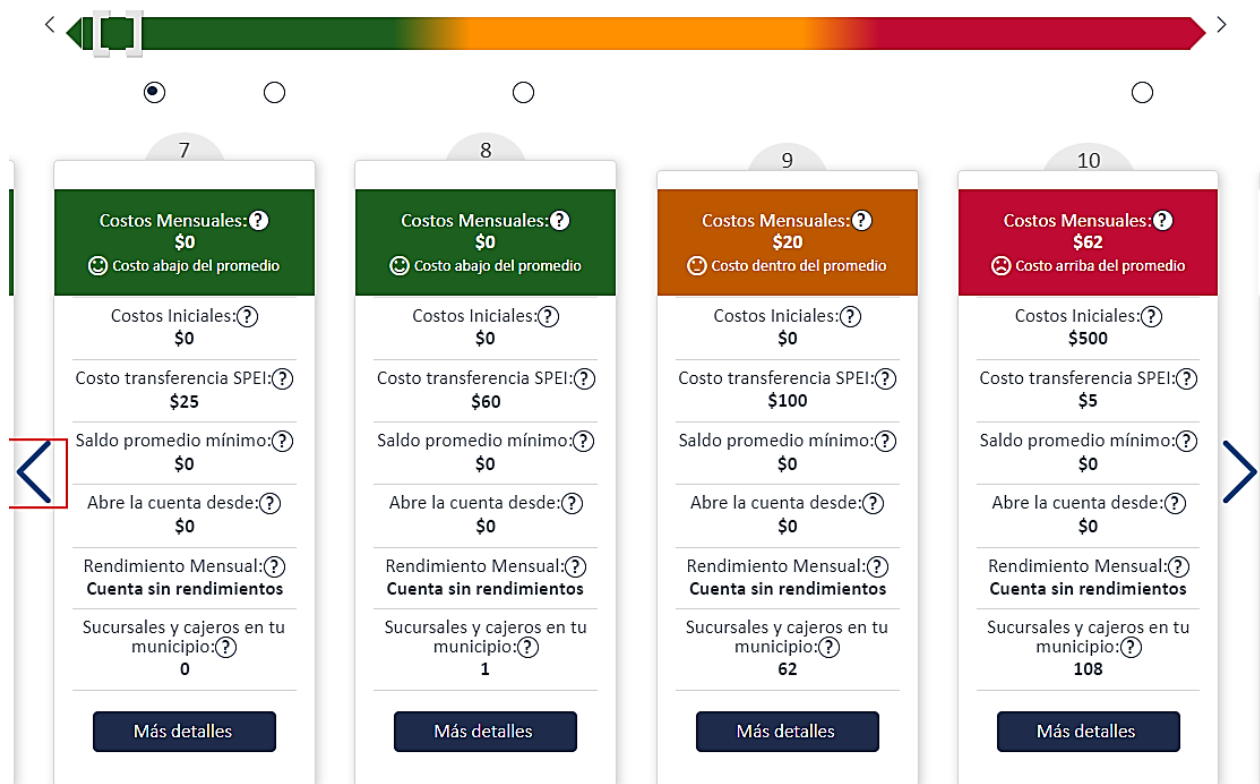 7
Costos Mensuales:?
$0
Costo abajo del promedio
Costos Iniciales:?
$0
Costo transferencia SPEI:?
$25
Saldo promedio mínimo:?
$0
Abre la cuenta desde:?
$0
Rendimiento Mensual:?
Cuenta sin rendimientos
Sucursales y cajeros en tu
municipio:?
0
Más detalles
8
Costos Mensuales:?
$0
Costo abajo del promedio
Costos Iniciales:?
$0
Costo transferencia SPEI:?
$60
Saldo promedio mínimo:?
$0
Abre la cuenta desde:?
$0
Rendimiento Mensual:?
Cuenta sin rendimientos
Sucursales y cajeros en tu
municipio:?
1
Más detalles
9
Costos Mensuales:?
$20
Costo dentro del promedio
Costos Iniciales:?
$0
Costo transferencia SPEI:?
$100
Saldo promedio mínimo:?
$0
Abre la cuenta desde:?
$0
Rendimiento Mensual:?
Cuenta sin rendimientos
Sucursales y cajeros en tu
municipio:?
62
Más detalles
10
Costos Mensuales:?
$62
Costo arriba del promedio
Costos Iniciales:?
$500
Costo transferencia SPEI:?
$5
Saldo promedio mínimo:?
$0
Abre la cuenta desde:?
$0
Rendimiento Mensual:?
Cuenta sin rendimientos
Sucursales y cajeros en tu
municipio:?
108
Más detalles